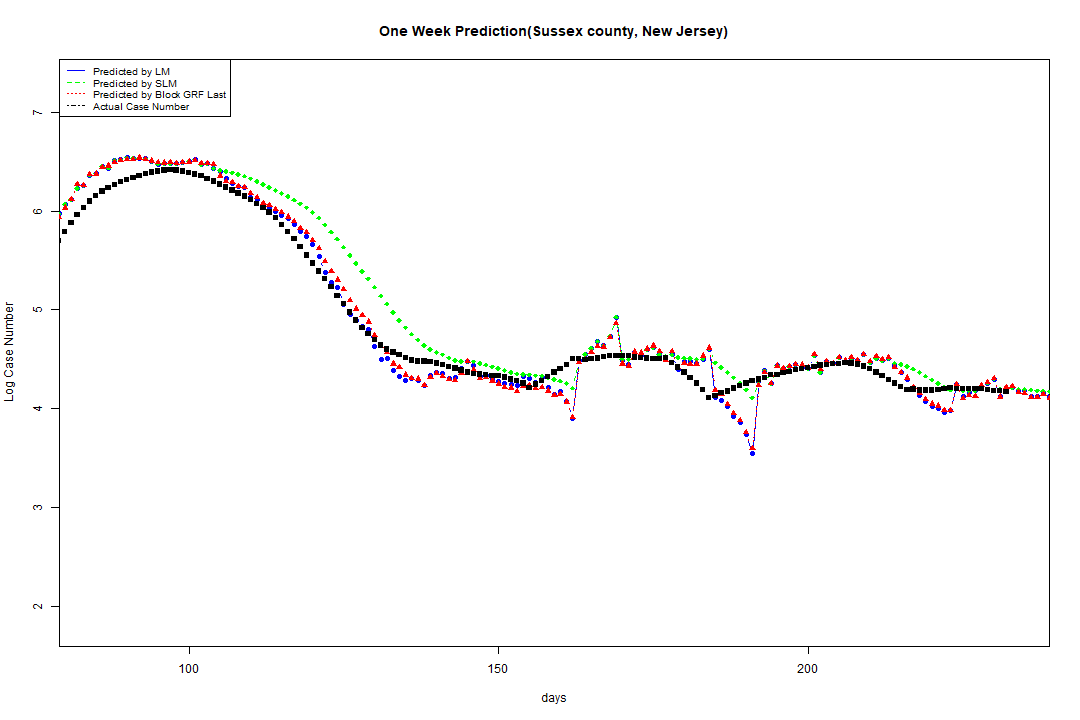 One Week Prediction(Sussex county, New Jersey)
Predicted by LM
Predicted by SLM
Predicted by Block GRF Last
Actual Case Number
Log Case Number
7
6
5
4
3
2
100
150
200
days